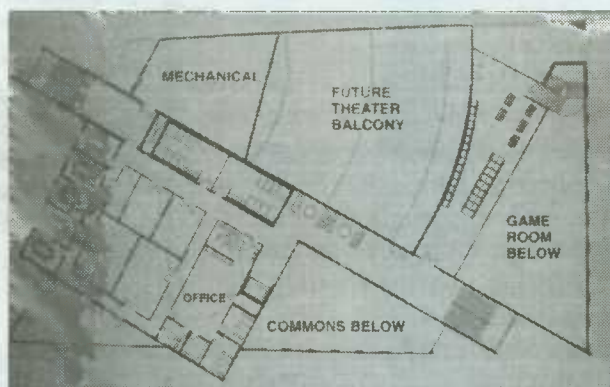 MECHANICAL
FUTURE
THEATER
BALCONY
GAME
ROOM
BELOW
OFFICE
COMMONS BELOW